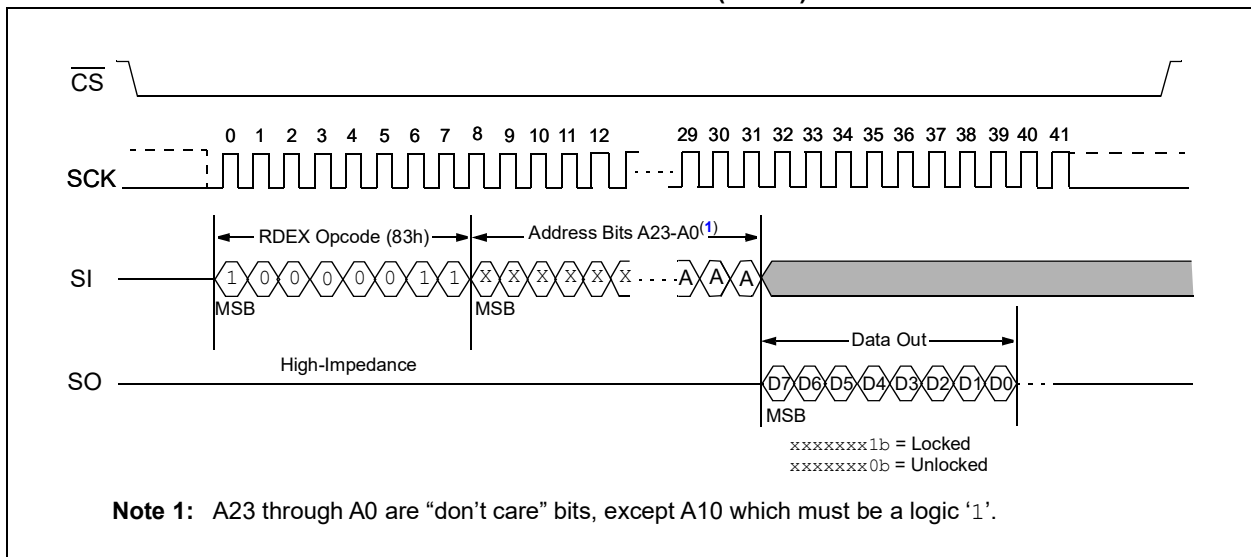 CS
0 1 2 3 4 5 6 7 8 9 10 11 12 29 30 31 32 33 34 35 36 37 38 39 40 41
SCK
RDEX Opcode (83h) Address Bits A23-A0(1)
SI 1 0 0 0 0 0 1 1 X X X X X X A A A
MSB MSB
Data Out
High-Impedance
SO D7 D6 D5 D4 D3 D2 D1 D0
MSB
xxxxxxx1b = Locked
xxxxxxx0b = Unlocked
Note 1: A23 through A0 are “don’t care” bits, except A10 which must be a logic ‘1’.